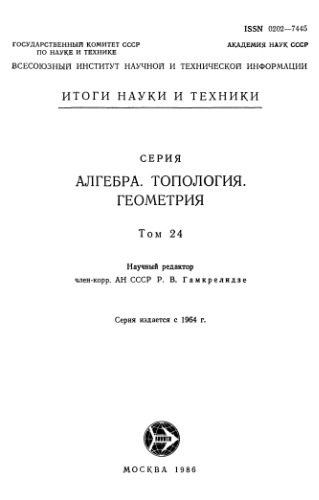 ISSN 0202—7445
ГОСУДАРСТВЕННЫЙ КОМИТЕТ СССР
ПО НАУКЕ И ТЕХНИКЕ
АКАДЕМИЯ НАУК СССР
ВСЕСОЮЗНЫЙ ИНСТИТУТ НАУЧНОЙ И ТЕХНИЧЕСКОЙ ИНФОРМАЦИИ
ИТОГИ НАУКИ И ТЕХНИКИ
СЕРИЯ
АЛГЕБРА. ТОПОЛОГИЯ.
ГЕОМЕТРИЯ
Том 24
Научный редактор
член-корр. АН СССР Р. В. Гамкрелидзе
Серия издается с 1964 г.
ВИНИТИ
МОСКВА 1986